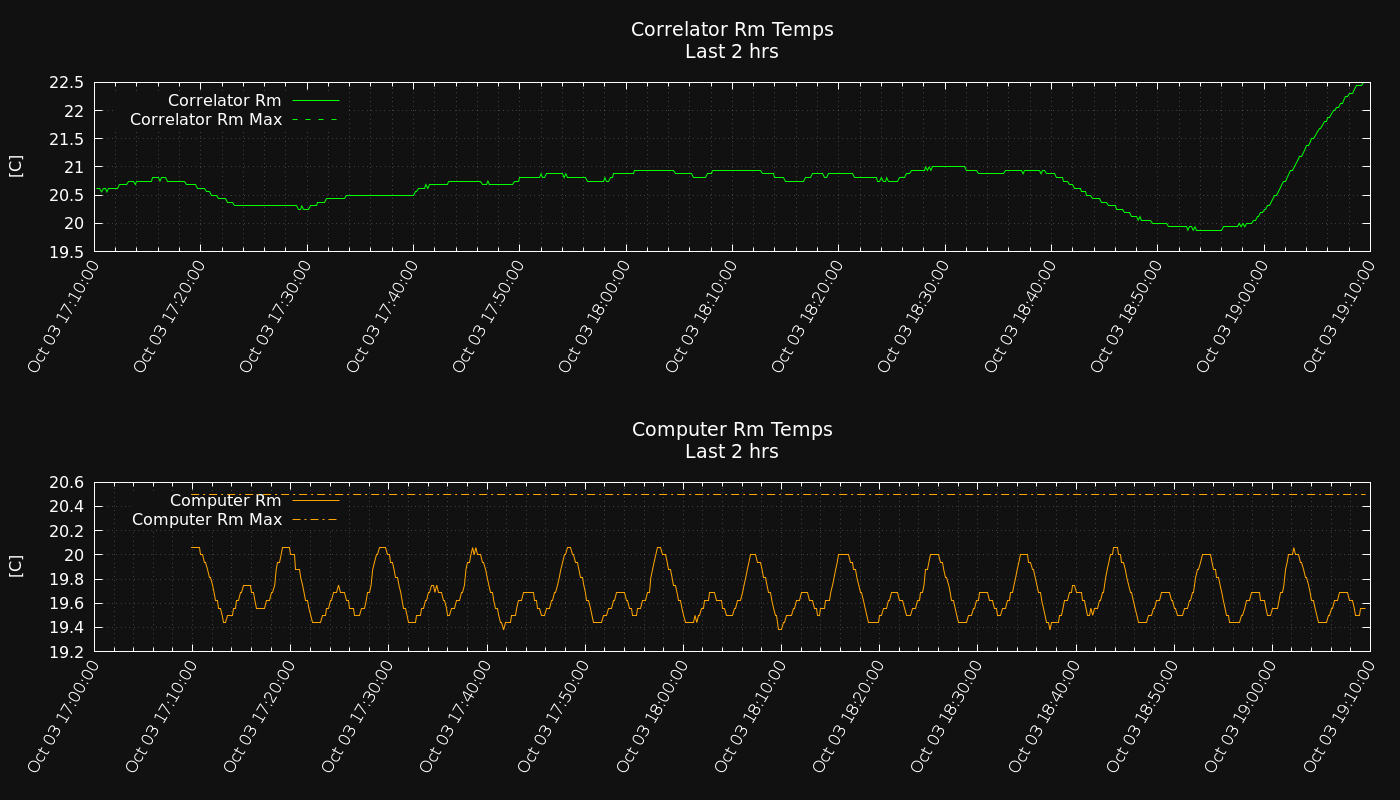 Correlator Rm Temps
Last 2 hrs
22.5
22
21.5
21
20.5
20
19.5
[C]
Correlator Rm
Correlator Rm Max
Oct 03 17:10:00
Oct 03 17:20:00
Oct 03 17:30:00
Oct 03 17:40:00
Oct 03 17:50:00
Oct 03 18:00:00
Oct 03 18:10:00
Oct 03 18:20:00
Oct 03 18:30:00
Oct 03 18:40:00
Oct 03 18:50:00
Oct 03 19:00:00
Oct 03 19:10:00
Computer Rm Temps
Last 2 hrs
20.6
20.4
20.2
20
19.8
19.6
19.4
19.2
[C]
Computer Rm
Computer Rm Max
Oct 03 17:00:00
Oct 03 17:10:00
Oct 03 17:20:00
Oct 03 17:30:00
Oct 03 17:40:00
Oct 03 17:50:00
Oct 03 18:00:00
Oct 03 18:10:00
Oct 03 18:20:00
Oct 03 18:30:00
Oct 03 18:40:00
Oct 03 18:50:00
Oct 03 19:00:00
Oct 03 19:10:00